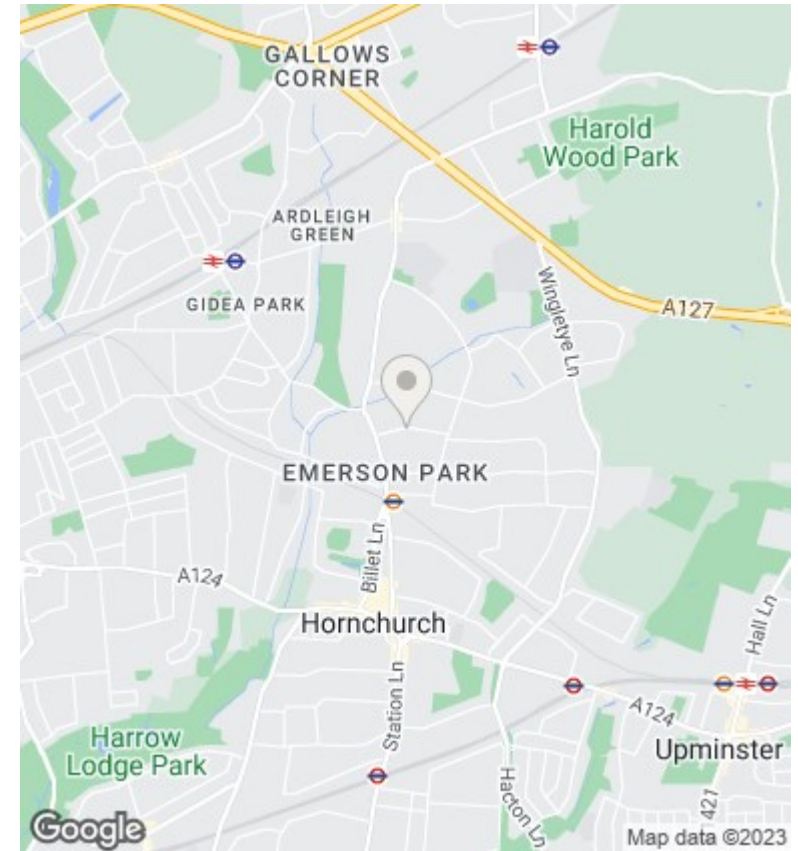 GALLOWS
CORNER
Harold
Wood Park
ARDLEIGH
GREEN
GIDEA PARK
Wingletye Ln
A127
EMERSON PARK
Billet Ln
A124
Hornchurch
Hall Ln
Station Ln
A124
Harrow
Lodge Park
Upminster
Hacton Ln
421
Google
Map data ©2023